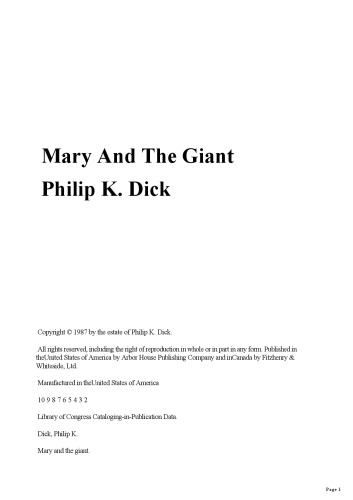 Mary And The Giant
Philip K. Dick
Copyright © 1987 by the estate of Philip K. Dick.
All rights reserved, including the right of reproduction in whole or in part in any form. Published in
theUnited States of America by Arbor House Publishing Company and inCanada by Fitzhenry &
Whiteside, Ltd.
Manufactured in theUnited States of America
10 9 8 7 6 5 4 3 2
Library of Congress Cataloging-in-Publication Data.
Dick, Philip K.
Mary and the giant.
Page 1